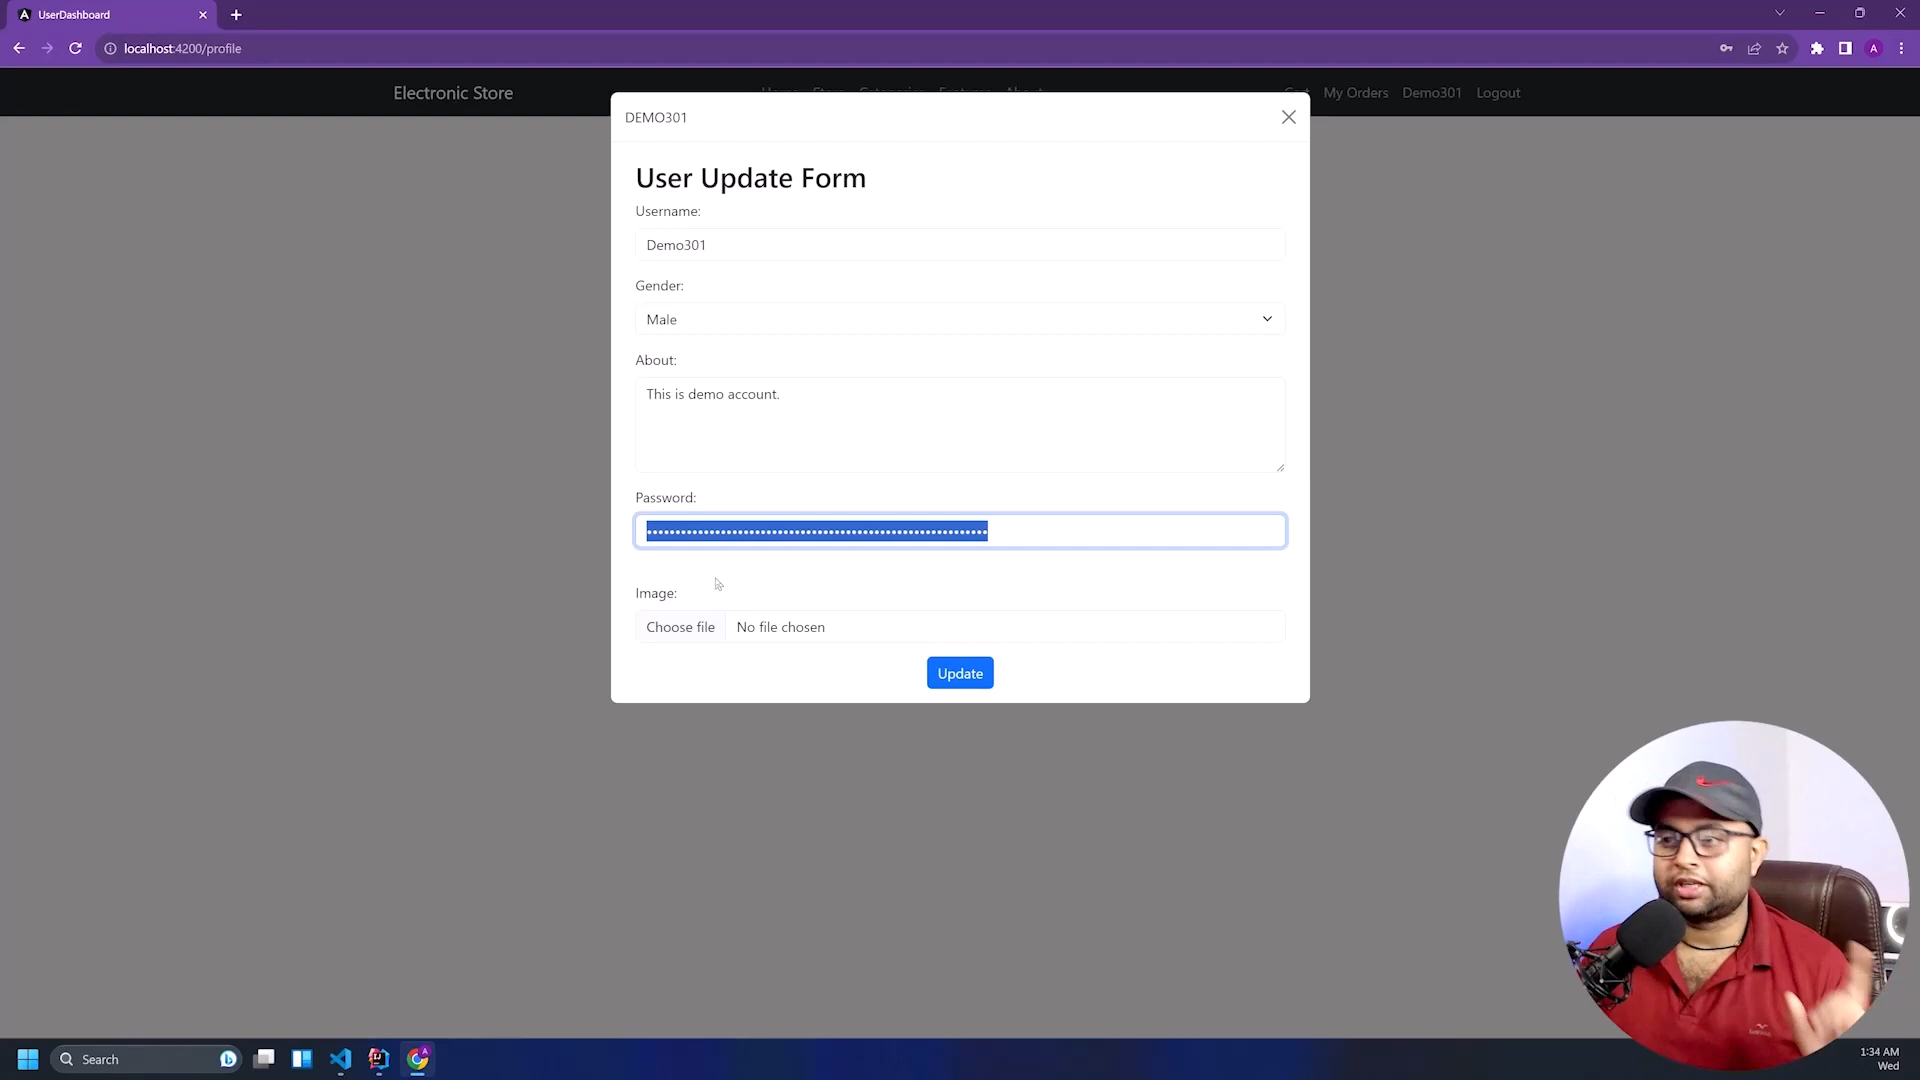 UserDashboard
localhost:4200/profile
A
Electronic Store
My Orders Demo301 Logout
DEMO301
User Update Form
Username:
Demo301
Gender:
Male
About:
This is demo account.
Password:
Image:
Choose file No file chosen
Update
Search
1:34 AM
Wed